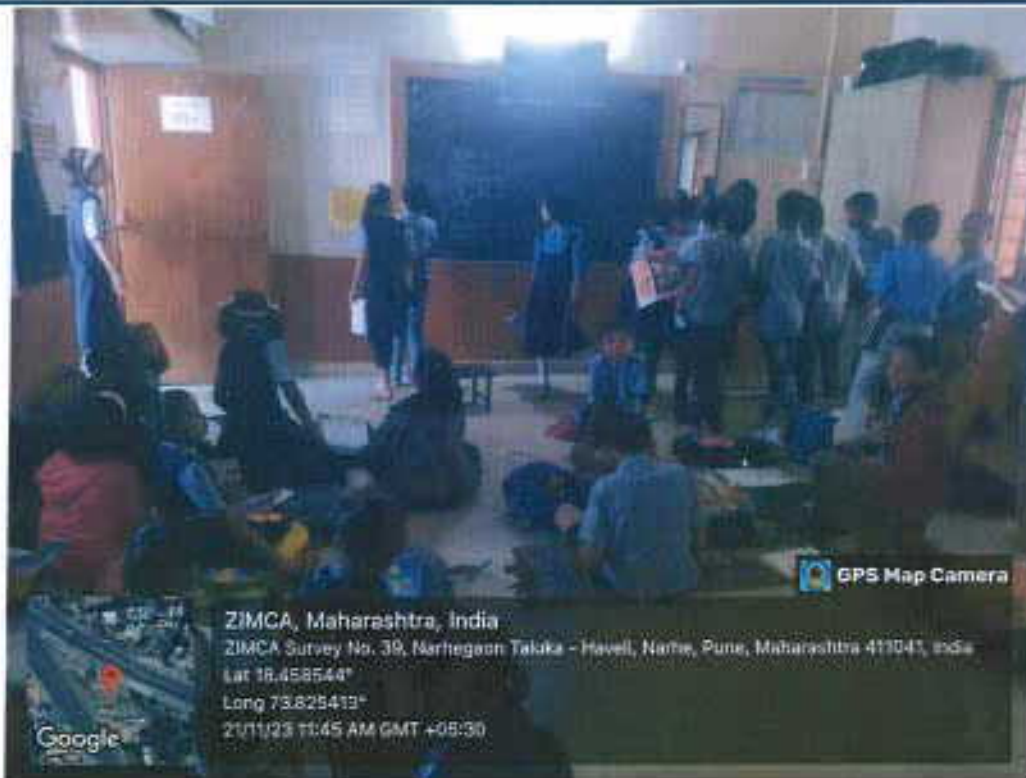 GPS Map Camera
ZIMCA, Maharashtra, India
ZIMCA Survey No. 39, Narhegaon Taluka - Haveli, Narhe, Pune, Maharashtra 411041, India
Lat 18.458544°
Long 73.825413°
21/11/23 11:45 AM GMT +05:30
Google